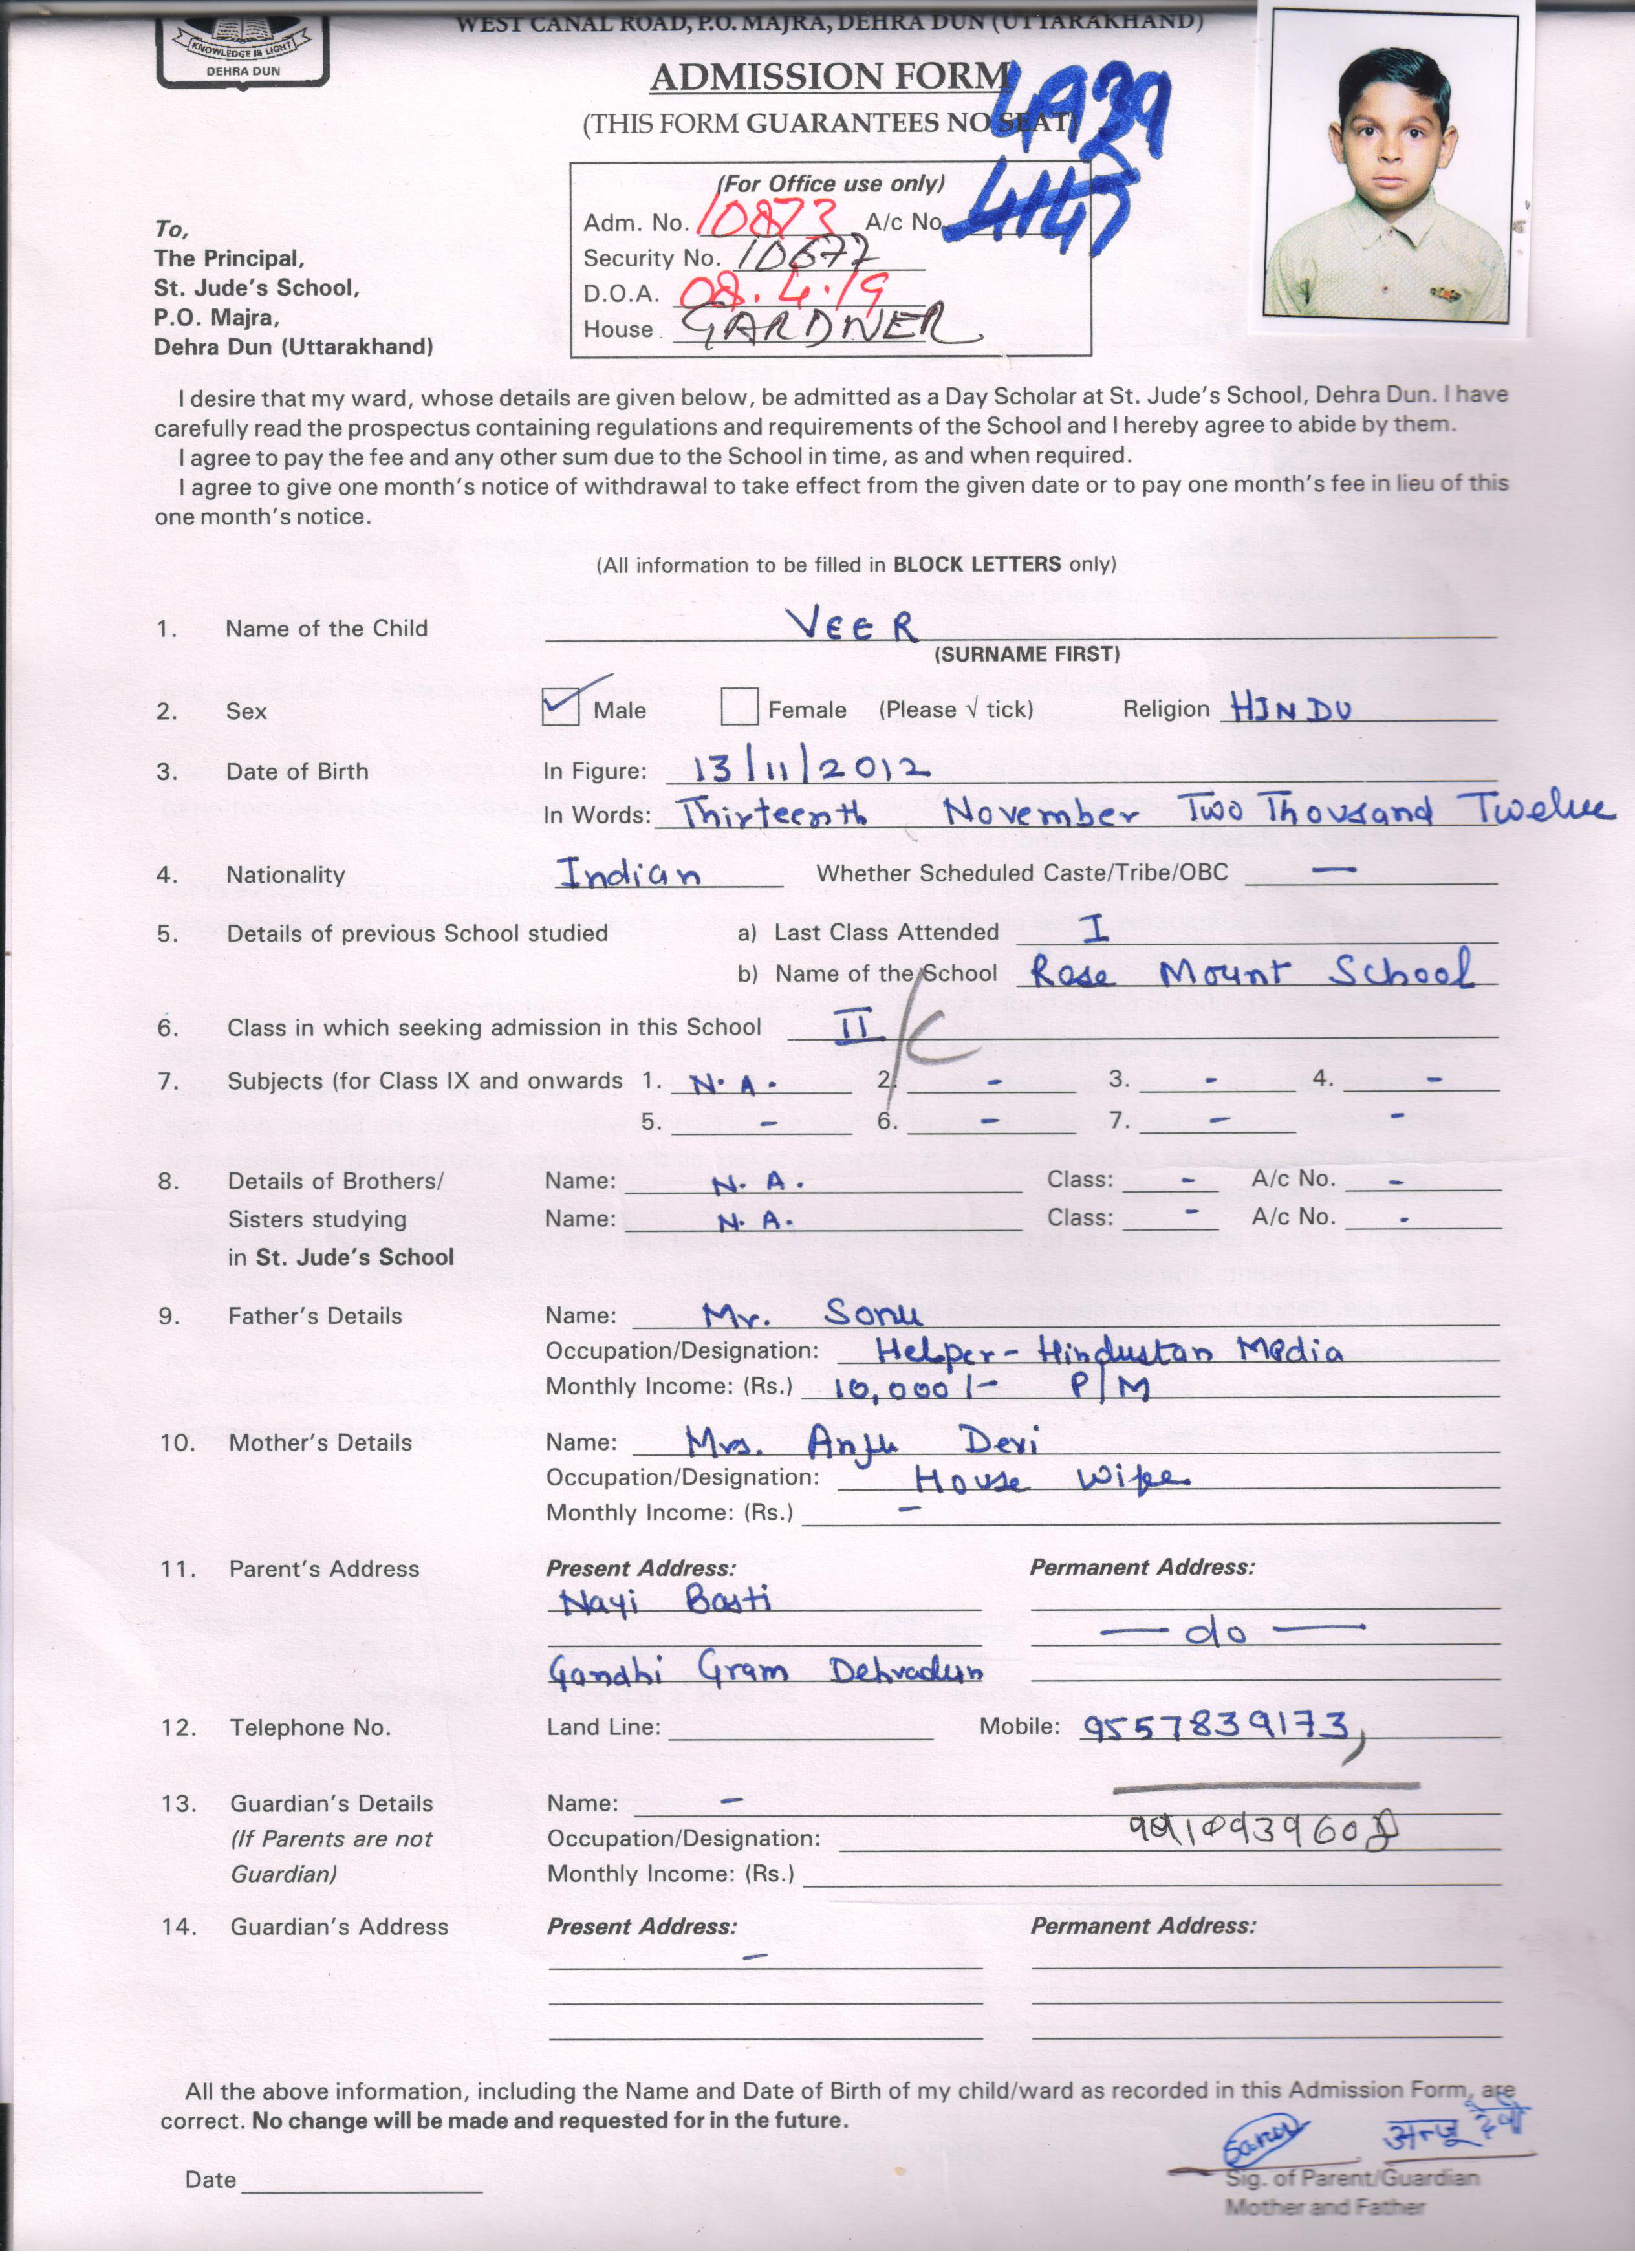 WEST CANAL ROAD, P.O. MAJRA, DEHRA DUN (UTTARAKHAND)
KNOWLEDGE IS LIGHT
DEHRA DUN
ADMISSION FORM
4939
(THIS FORM GUARANTEES NO SEAT)
(For Office use only)
Adm. No. 10873 A/c No. 4147
Security No. 10677
D.O.A. 08.4.19
House GARDNER
To,
The Principal,
St. Jude's School,
P.O. Majra,
Dehra Dun (Uttarakhand)
I desire that my ward, whose details are given below, be admitted as a Day Scholar at St. Jude's School, Dehra Dun. I have
carefully read the prospectus containing regulations and requirements of the School and I hereby agree to abide by them.
I agree to pay the fee and any other sum due to the School in time, as and when required.
I agree to give one month's notice of withdrawal to take effect from the given date or to pay one month's fee in lieu of this
one month's notice.
(All information to be filled in BLOCK LETTERS only)
1. Name of the Child VEER
(SURNAME FIRST)
2. Sex ✓ Male Female (Please √ tick) Religion HINDU
3. Date of Birth In Figure: 13/11/2012
In Words: Thirteenth November Two Thousand Twelve
4. Nationality Indian Whether Scheduled Caste/Tribe/OBC —
5. Details of previous School studied a) Last Class Attended I
b) Name of the School Rose Mount School
6. Class in which seeking admission in this School II/C
7. Subjects (for Class IX and onwards 1. N.A. 2. - 3. - 4. -
5. - 6. - 7. - -
8. Details of Brothers/ Name: N.A. Class: - A/c No. -
Sisters studying Name: N.A. Class: - A/c No. -
in St. Jude's School
9. Father's Details Name: Mr. Sonu
Occupation/Designation: Helper - Hindustan Media
Monthly Income: (Rs.) 10,000/- P/M
10. Mother's Details Name: Mrs. Anju Devi
Occupation/Designation: House Wife
Monthly Income: (Rs.) -
11. Parent's Address Present Address: Permanent Address:
Nayi Basti
— do —
Gandhi Gram Dehradun
12. Telephone No. Land Line: Mobile: 9557839173,
13. Guardian's Details Name: -
(If Parents are not Occupation/Designation:
Guardian) Monthly Income: (Rs.)
14. Guardian's Address Present Address: Permanent Address:
-
All the above information, including the Name and Date of Birth of my child/ward as recorded in this Admission Form, are
correct. No change will be made and requested for in the future.
अन्जू देवी
Date Sig. of Parent/Guardian
Mother and Father